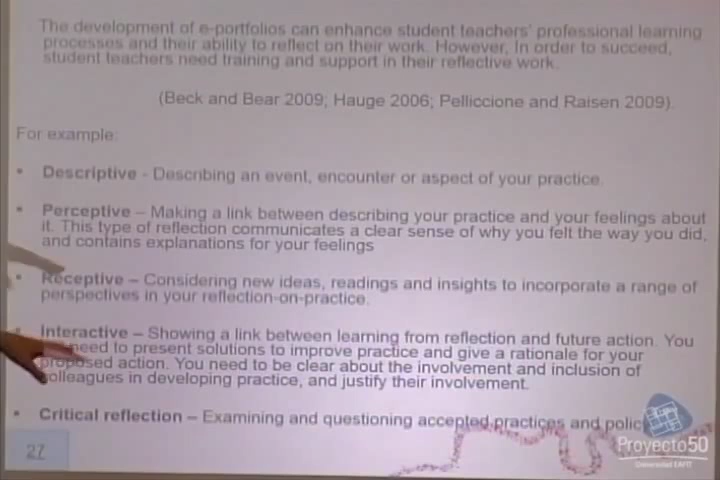 The development of e-portfolios can enhance student teachers' professional learning
processes and their ability to reflect on their work. However, In order to succeed,
student teachers need training and support in their reflective work.
(Beck and Bear 2009; Hauge 2006; Pelliccione and Raisen 2009).
For example:
• Descriptive - Describing an event, encounter or aspect of your practice.
• Perceptive – Making a link between describing your practice and your feelings about
it. This type of reflection communicates a clear sense of why you felt the way you did,
and contains explanations for your feelings
• Receptive – Considering new ideas, readings and insights to incorporate a range of
perspectives in your reflection-on-practice.
• Interactive – Showing a link between learning from reflection and future action. You
need to present solutions to improve practice and give a rationale for your
proposed action. You need to be clear about the involvement and inclusion of
colleagues in developing practice, and justify their involvement.
• Critical reflection – Examining and questioning accepted practices and polic
27
Proyecto50
Universidad EAFIT